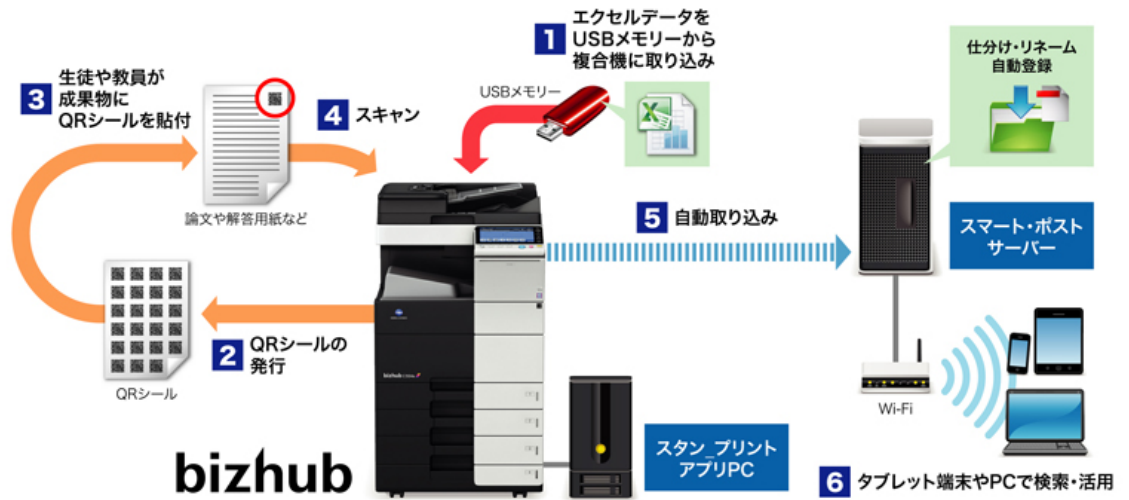 1
エクセルデータを
USBメモリーから
複合機に取り込み
USBメモリー
仕分け・リネーム
自動登録
3
生徒や教員が
成果物に
QRシールを貼付
4 スキャン
論文や解答用紙など
5 自動取り込み
スマート・ポスト
サーバー
2
QRシールの
発行
QRシール
bizhub
bizhub
スタン_プリント
アプリPC
Wi-Fi
6 タブレット端末やPCで検索・活用